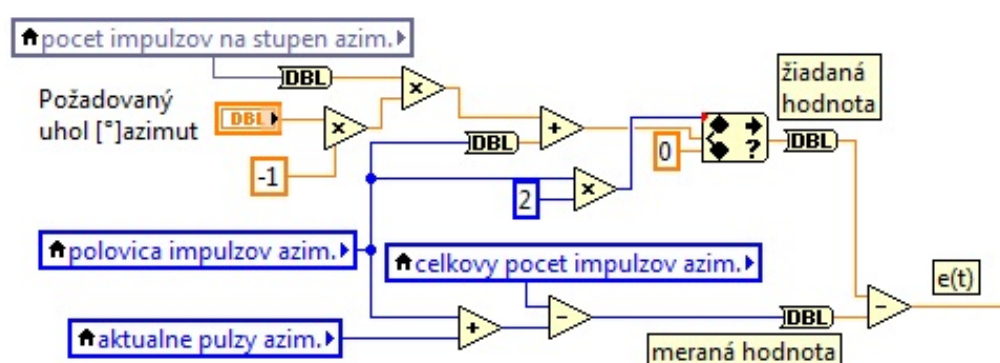 pocet impulzov na stupen azim.
DBL
x
žiadaná
hodnota
Požadovaný
uhol [°]azimut
DBL
x
+
DBL
0
?
DBL
-1
2
x
polovica impulzov azim.
celkovy pocet impulzov azim.
e(t)
-
aktualne pulzy azim.
+
-
DBL
meraná hodnota